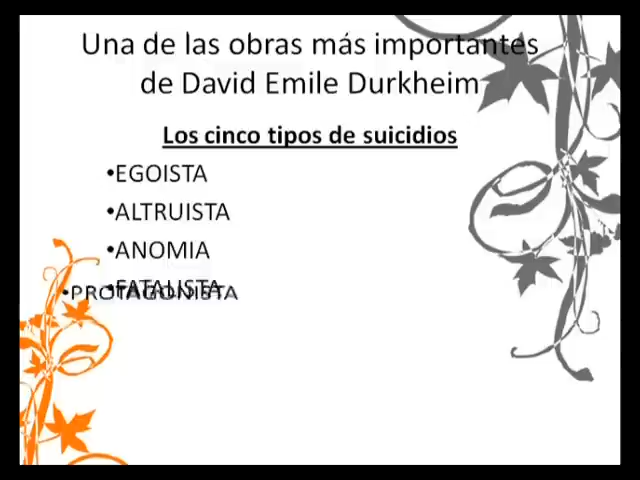 Una de las obras más importantes
de David Emile Durkheim
Los cinco tipos de suicidios
•EGOISTA
•ALTRUISTA
•ANOMIA
•FATALISTA
•PROTAGONISTA